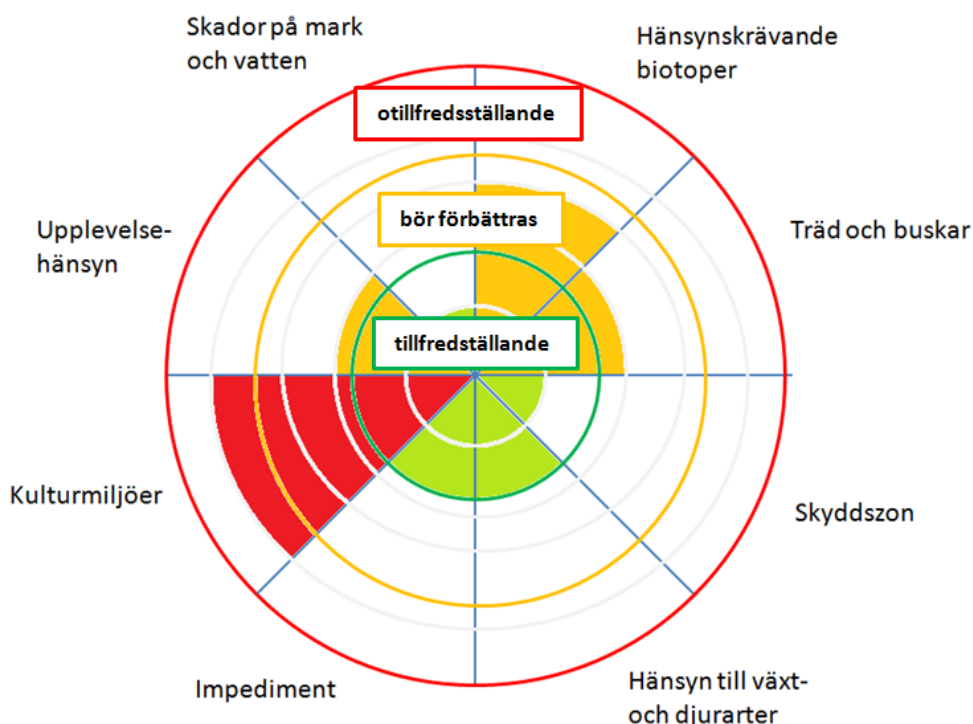 Skador på mark
och vatten
Hänsynskrävande
biotoper
otillfredsställande
bör förbättras
Upplevelse-
hänsyn
Träd och buskar
tillfredställande
Kulturmiljöer
Skyddszon
Impediment
Hänsyn till växt-
och djurarter